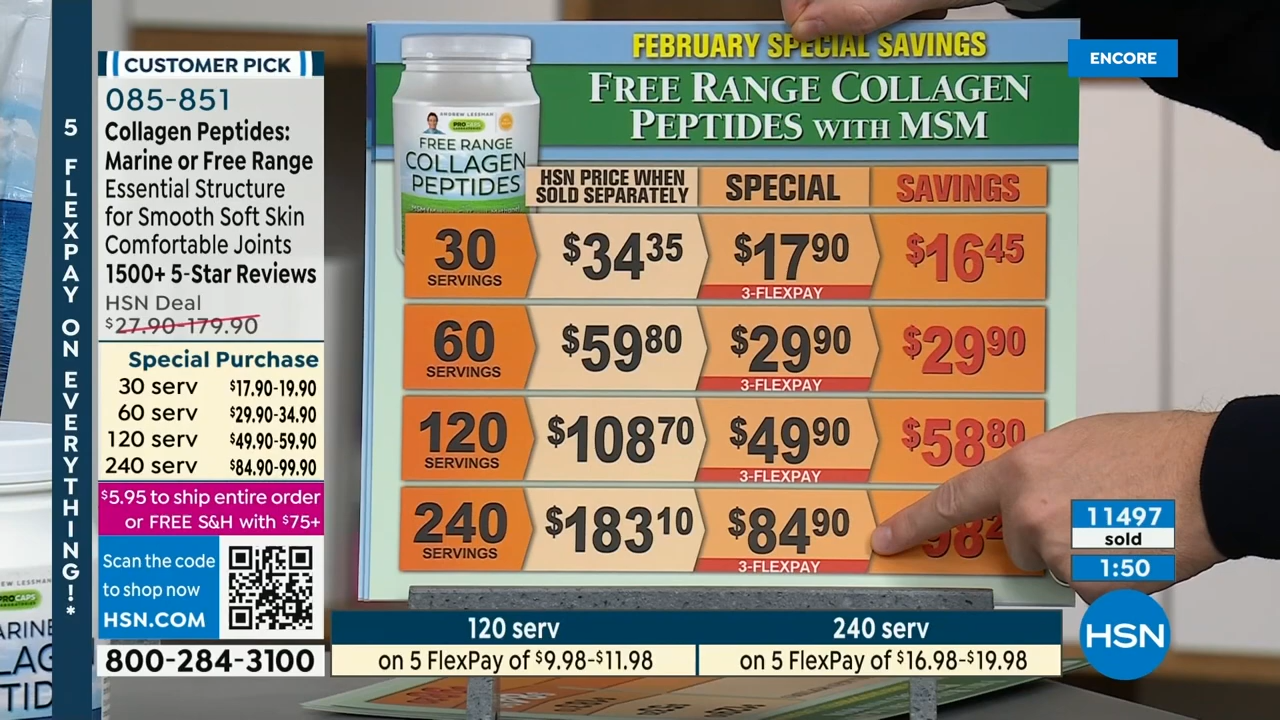 5 FLEXPAY ON EVERYTHING!*
CUSTOMER PICK
085-851
Collagen Peptides:
Marine or Free Range
Essential Structure
for Smooth Soft Skin
Comfortable Joints
1500+ 5-Star Reviews
HSN Deal
$27.90-179.90
Special Purchase
30 serv $17.90-19.90
60 serv $29.90-34.90
120 serv $49.90-59.90
240 serv $84.90-99.90
$5.95 to ship entire order
or FREE S&H with $75+
Scan the code
to shop now
HSN.COM
800-284-3100
FEBRUARY SPECIAL SAVINGS
FREE RANGE COLLAGEN
PEPTIDES WITH MSM
ANDREW LESSMAN
PROCAPS
LABORATORIES
FREE RANGE
COLLAGEN
PEPTIDES
HSN PRICE WHEN
SOLD SEPARATELY
SPECIAL
SAVINGS
30
SERVINGS
$34.35
$17.90
3-FLEXPAY
$16.45
60
SERVINGS
$59.80
$29.90
3-FLEXPAY
$29.90
120
SERVINGS
$108.70
$49.90
3-FLEXPAY
$58.80
240
SERVINGS
$183.10
$84.90
3-FLEXPAY
ENCORE
11497
sold
1:50
HSN
120 serv
on 5 FlexPay of $9.98-$11.98
240 serv
on 5 FlexPay of $16.98-$19.98
PROCAPS